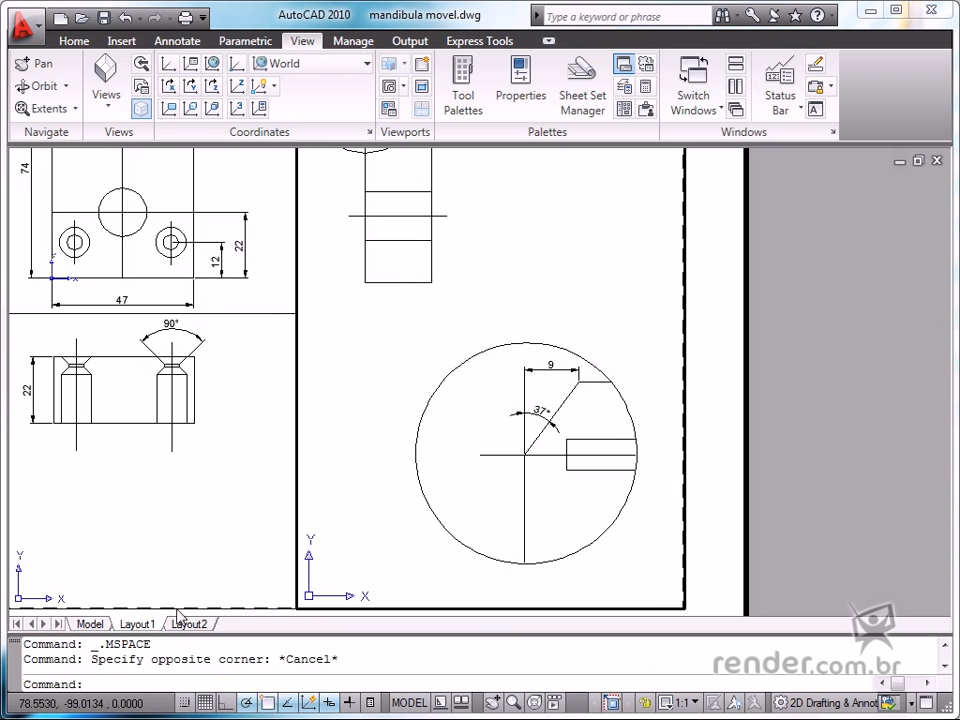 AutoCAD 2010 mandibula movel.dwg
Type a keyword or phrase
Home Insert Annotate Parametric View Manage Output Express Tools
Pan
Orbit
Extents
Views
World
Tool Palettes
Properties
Sheet Set Manager
Switch Windows
Status Bar
Navigate Views Coordinates Viewports Palettes Windows
74
22
12
47
90°
22
9
37°
Y
X
Y
X
Model Layout1 Layout2
Command: _.MSPACE
Command: Specify opposite corner: *Cancel*
Command:
render.com.br
78.5530, -99.0134, 0.0000
MODEL
1:1
2D Drafting & Annot